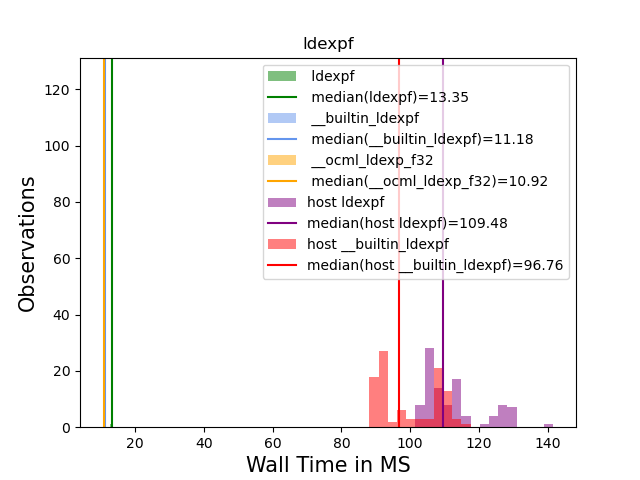 ldexpf
ldexpf
median(ldexpf)=13.35
__builtin_ldexpf
median(__builtin_ldexpf)=11.18
__ocml_ldexp_f32
median(__ocml_ldexp_f32)=10.92
host ldexpf
median(host ldexpf)=109.48
host __builtin_ldexpf
median(host __builtin_ldexpf)=96.76
Observations
120
100
80
60
40
20
0
20 40 60 80 100 120 140
Wall Time in MS